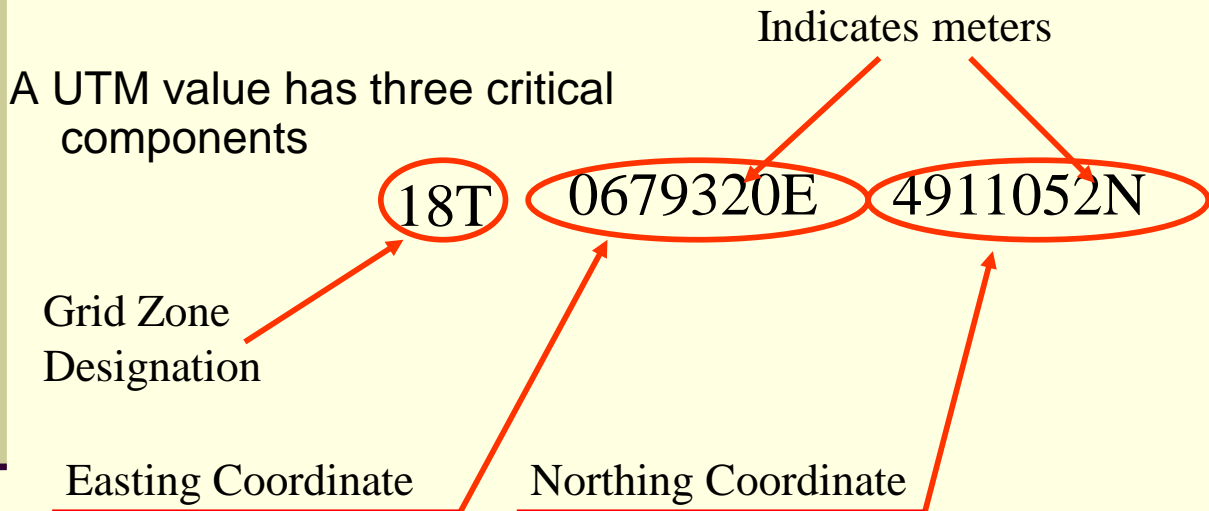 Indicates meters
A UTM value has three critical
components
18T 0679320E 4911052N
Grid Zone
Designation
Easting Coordinate Northing Coordinate